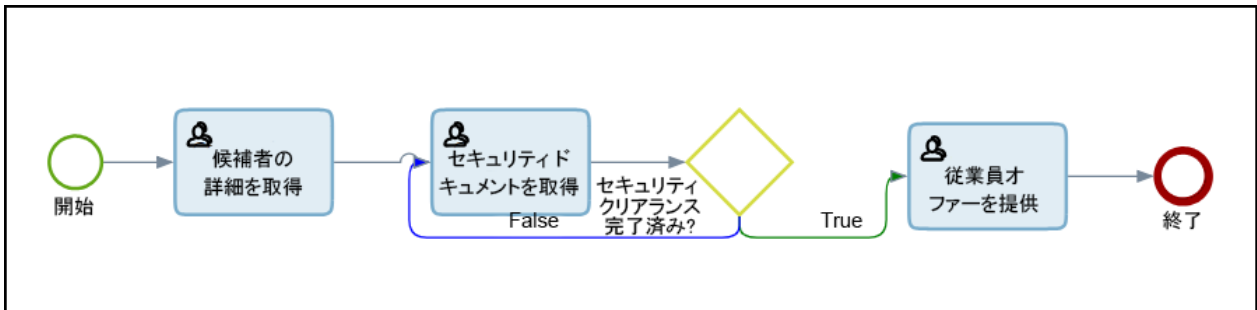 開始
候補者の
詳細を取得
セキュリティド
キュメントを取得
セキュリティ
クリアランス
完了済み?
False
True
従業員オ
ファーを提供
終了